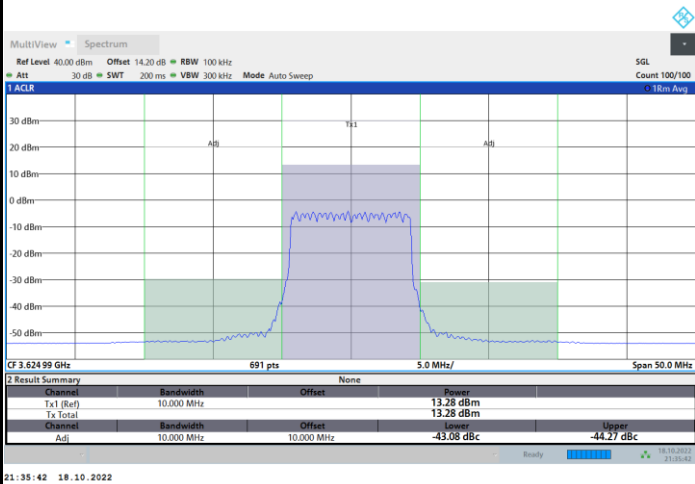 MultiView Spectrum
Ref Level 40.00 dBm Offset 14.20 dB RBW 100 kHz SGL
Att 30 dB SWT 200 ms VBW 300 kHz Mode Auto Sweep Count 100/100
1 ACLR 1Rm Avg
30 dBm
Tx1
20 dBm
Adj Adj
10 dBm
0 dBm
-10 dBm
-20 dBm
-30 dBm
-40 dBm
-50 dBm
CF 3.624 99 GHz 691 pts 5.0 MHz/ Span 50.0 MHz
2 Result Summary None
Channel Bandwidth Offset Power
Tx1 (Ref) 10.000 MHz 13.28 dBm
Tx Total 13.28 dBm
Channel Bandwidth Offset Lower Upper
Adj 10.000 MHz 10.000 MHz -43.08 dBc -44.27 dBc
Ready 18.10.2022
21:35:42
21:35:42 18.10.2022